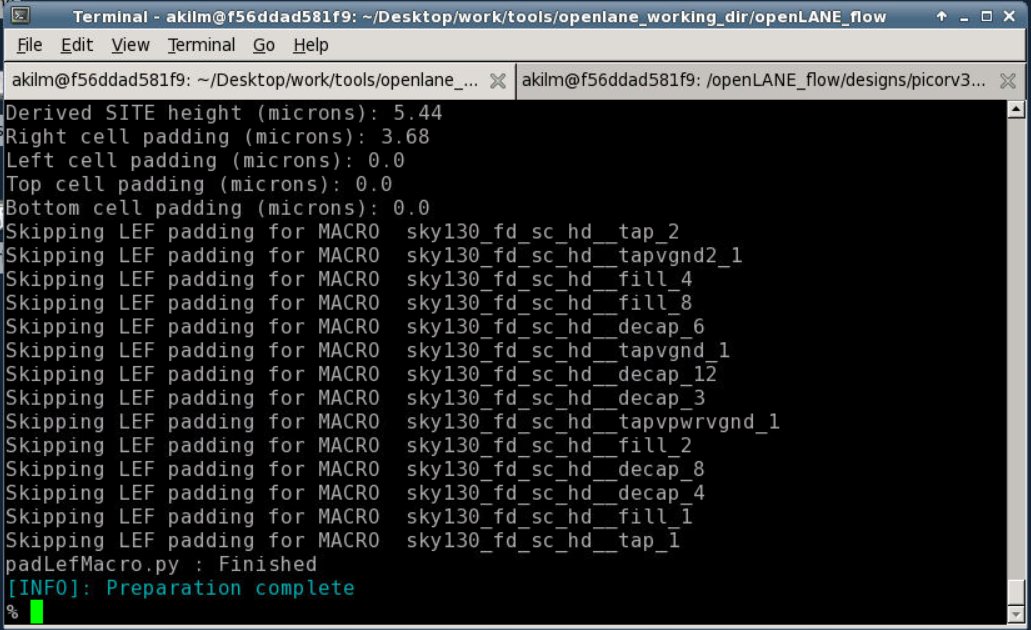 Terminal - akilm@f56ddad581f9: ~/Desktop/work/tools/openlane_working_dir/openLANE_flow
File Edit View Terminal Go Help
akilm@f56ddad581f9: ~/Desktop/work/tools/openlane_... akilm@f56ddad581f9: /openLANE_flow/designs/picorv3...
Derived SITE height (microns): 5.44
Right cell padding (microns): 3.68
Left cell padding (microns): 0.0
Top cell padding (microns): 0.0
Bottom cell padding (microns): 0.0
Skipping LEF padding for MACRO  sky130_fd_sc_hd__tap_2
Skipping LEF padding for MACRO  sky130_fd_sc_hd__tapvgnd2_1
Skipping LEF padding for MACRO  sky130_fd_sc_hd__fill_4
Skipping LEF padding for MACRO  sky130_fd_sc_hd__fill_8
Skipping LEF padding for MACRO  sky130_fd_sc_hd__decap_6
Skipping LEF padding for MACRO  sky130_fd_sc_hd__tapvgnd_1
Skipping LEF padding for MACRO  sky130_fd_sc_hd__decap_12
Skipping LEF padding for MACRO  sky130_fd_sc_hd__decap_3
Skipping LEF padding for MACRO  sky130_fd_sc_hd__tapvpwrvgnd_1
Skipping LEF padding for MACRO  sky130_fd_sc_hd__fill_2
Skipping LEF padding for MACRO  sky130_fd_sc_hd__decap_8
Skipping LEF padding for MACRO  sky130_fd_sc_hd__decap_4
Skipping LEF padding for MACRO  sky130_fd_sc_hd__fill_1
Skipping LEF padding for MACRO  sky130_fd_sc_hd__tap_1
padLefMacro.py : Finished
[INFO]: Preparation complete
%